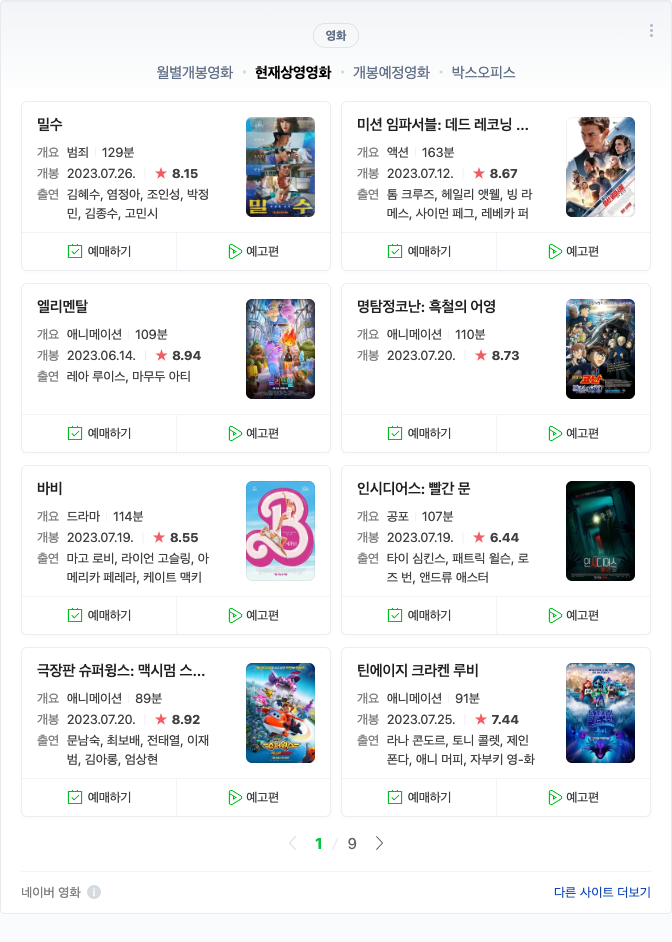 영화
월별개봉영화 현재상영영화 개봉예정영화 박스오피스
밀수
개요 범죄 129분
개봉 2023.07.26. ★ 8.15
출연 김혜수, 염정아, 조인성, 박정
민, 김종수, 고민시
밀수
예매하기 예고편
미션 임파서블: 데드 레코닝 ...
개요 액션 163분
개봉 2023.07.12. ★ 8.67
출연 톰 크루즈, 헤일리 앳웰, 빙 라
메스, 사이먼 페그, 레베카 퍼
예매하기 예고편
엘리멘탈
개요 애니메이션 109분
개봉 2023.06.14. ★ 8.94
출연 레아 루이스, 마무두 아티
예매하기 예고편
명탐정코난: 흑철의 어영
개요 애니메이션 110분
개봉 2023.07.20. ★ 8.73
예매하기 예고편
바비
개요 드라마 114분
개봉 2023.07.19. ★ 8.55
출연 마고 로비, 라이언 고슬링, 아
메리카 페레라, 케이트 맥키
B
예매하기 예고편
인시디어스: 빨간 문
개요 공포 107분
개봉 2023.07.19. ★ 6.44
출연 타이 심킨스, 패트릭 윌슨, 로
즈 번, 앤드류 애스터
인시디어스
예매하기 예고편
극장판 슈퍼윙스: 맥시멈 스...
개요 애니메이션 89분
개봉 2023.07.20. ★ 8.92
출연 문남숙, 최보배, 전태열, 이재
범, 김아롱, 엄상현
슈퍼윙스
예매하기 예고편
틴에이지 크라켄 루비
개요 애니메이션 91분
개봉 2023.07.25. ★ 7.44
출연 라나 콘도르, 토니 콜렛, 제인
폰다, 애니 머피, 자부키 영-화
예매하기 예고편
1 / 9
네이버 영화
다른 사이트 더보기